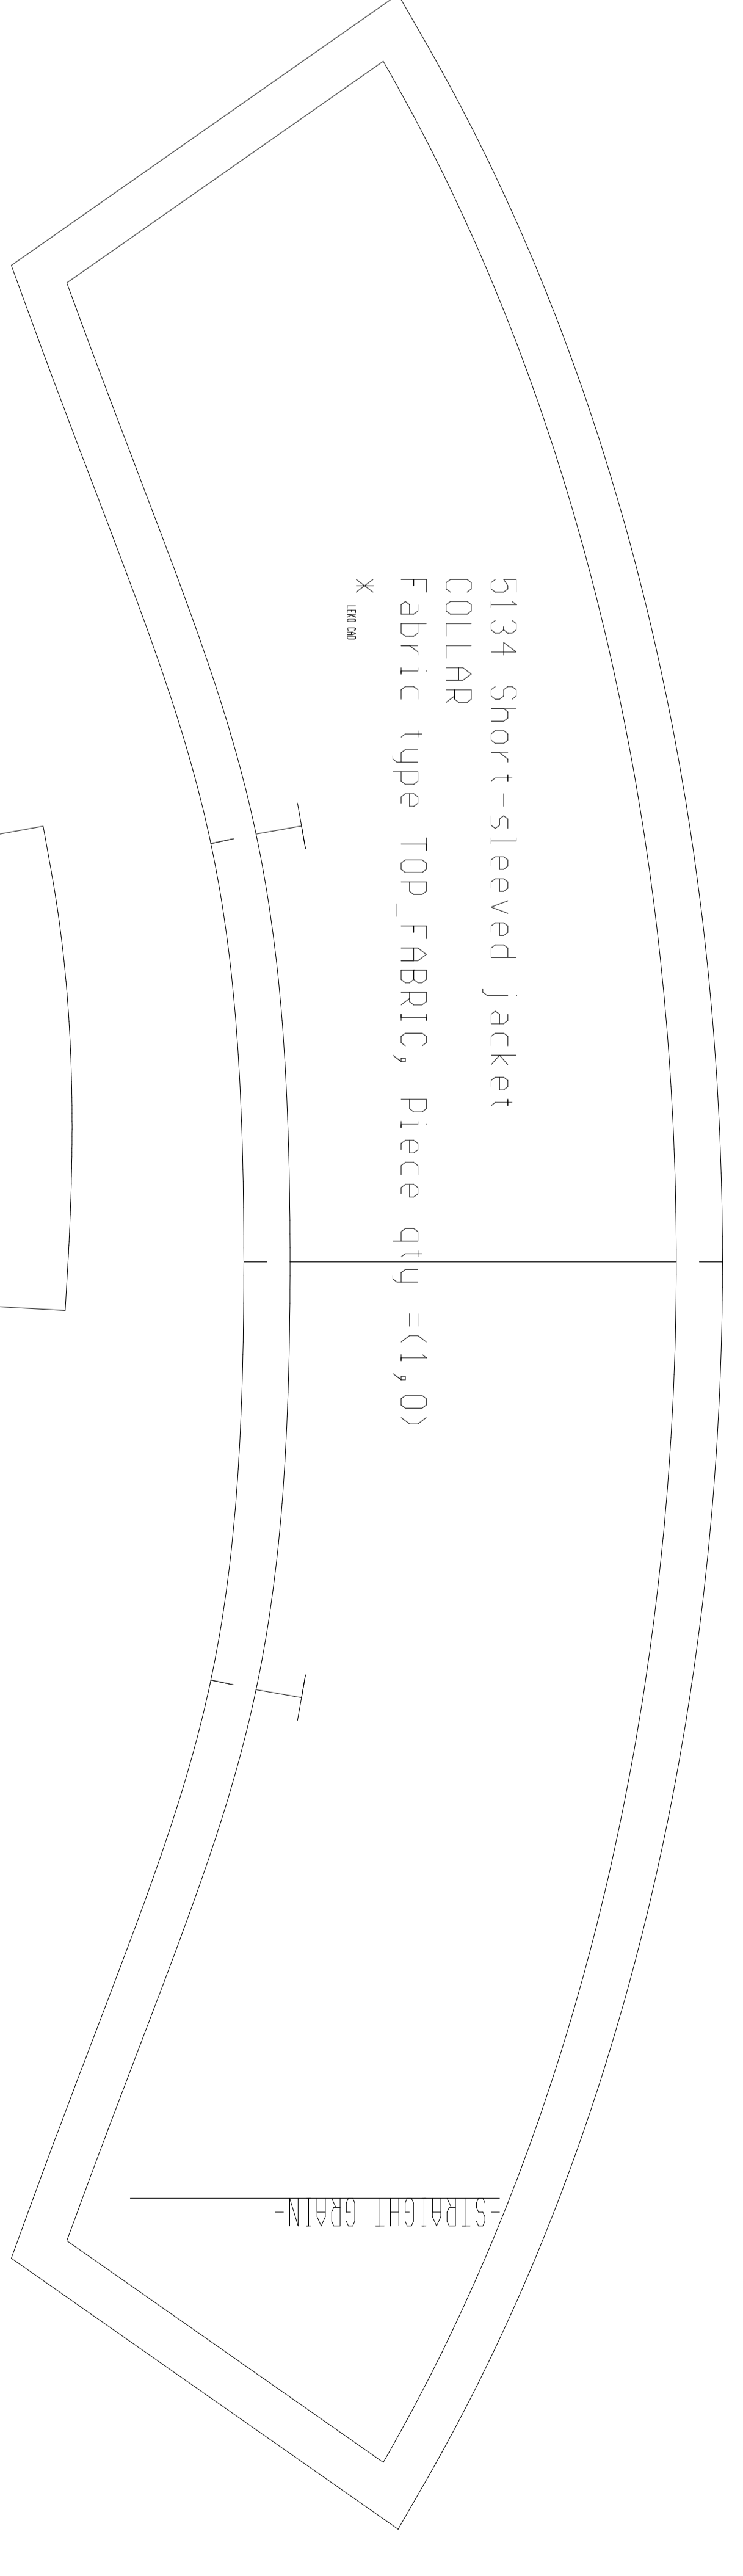 5134 Short-sleeved jacket
COLLAR
Fabric type TOP_FABRIC, Piece qty =(1,0)
*
LEKO CAD
-STRAIGHT GRAIN-